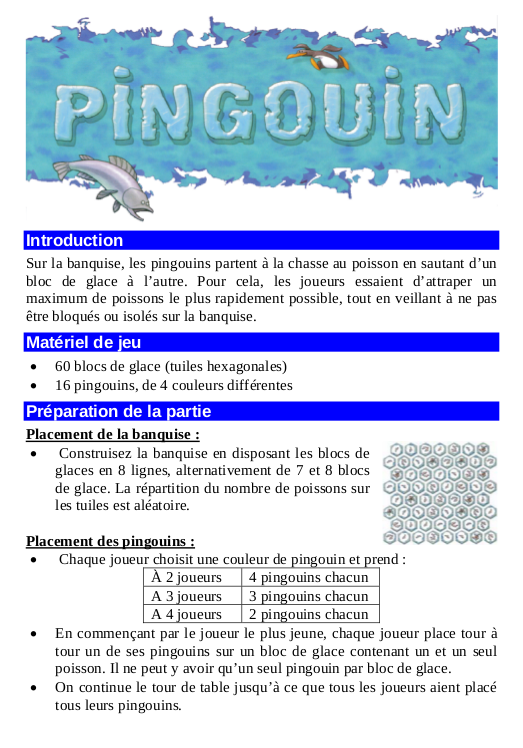 PiNGOUiN
Introduction
Sur la banquise, les pingouins partent à la chasse au poisson en sautant d’un
bloc de glace à l’autre. Pour cela, les joueurs essaient d’attraper un
maximum de poissons le plus rapidement possible, tout en veillant à ne pas
être bloqués ou isolés sur la banquise.
Matériel de jeu
• 60 blocs de glace (tuiles hexagonales)
• 16 pingouins, de 4 couleurs différentes
Préparation de la partie
Placement de la banquise :
• Construisez la banquise en disposant les blocs de
glaces en 8 lignes, alternativement de 7 et 8 blocs
de glace. La répartition du nombre de poissons sur
les tuiles est aléatoire.
Placement des pingouins :
• Chaque joueur choisit une couleur de pingouin et prend :
À 2 joueurs 4 pingouins chacun
A 3 joueurs 3 pingouins chacun
A 4 joueurs 2 pingouins chacun
• En commençant par le joueur le plus jeune, chaque joueur place tour à
tour un de ses pingouins sur un bloc de glace contenant un et un seul
poisson. Il ne peut y avoir qu’un seul pingouin par bloc de glace.
• On continue le tour de table jusqu’à ce que tous les joueurs aient placé
tous leurs pingouins.